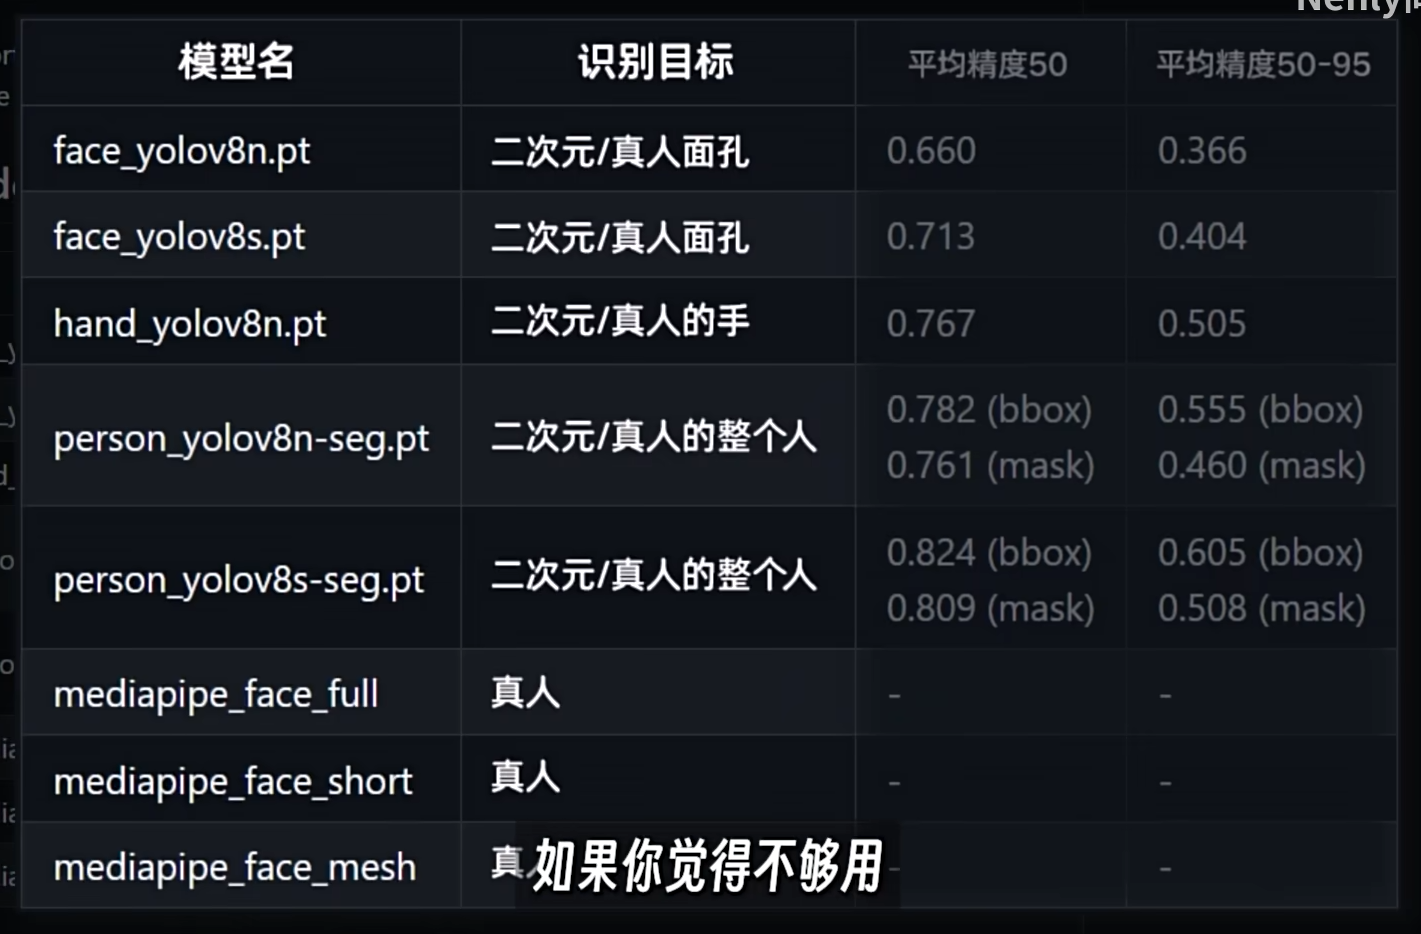 模型名 识别目标 平均精度50 平均精度50-95
face_yolov8n.pt 二次元/真人面孔 0.660 0.366
face_yolov8s.pt 二次元/真人面孔 0.713 0.404
hand_yolov8n.pt 二次元/真人的手 0.767 0.505
person_yolov8n-seg.pt 二次元/真人的整个人 0.782 (bbox) 0.555 (bbox)
0.761 (mask) 0.460 (mask)
person_yolov8s-seg.pt 二次元/真人的整个人 0.824 (bbox) 0.605 (bbox)
0.809 (mask) 0.508 (mask)
mediapipe_face_full 真人 - -
mediapipe_face_short 真人 - -
mediapipe_face_mesh 真人 - -
如果你觉得不够用